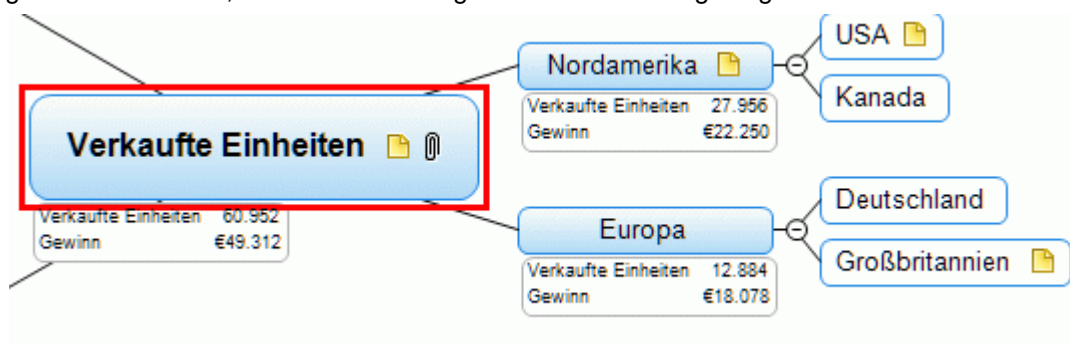 USA
Nordamerika
Kanada
Verkaufte Einheiten 27.956
Gewinn €22.250
Verkaufte Einheiten
Verkaufte Einheiten 60.952
Gewinn €49.312
Deutschland
Europa
Großbritannien
Verkaufte Einheiten 12.884
Gewinn €18.078